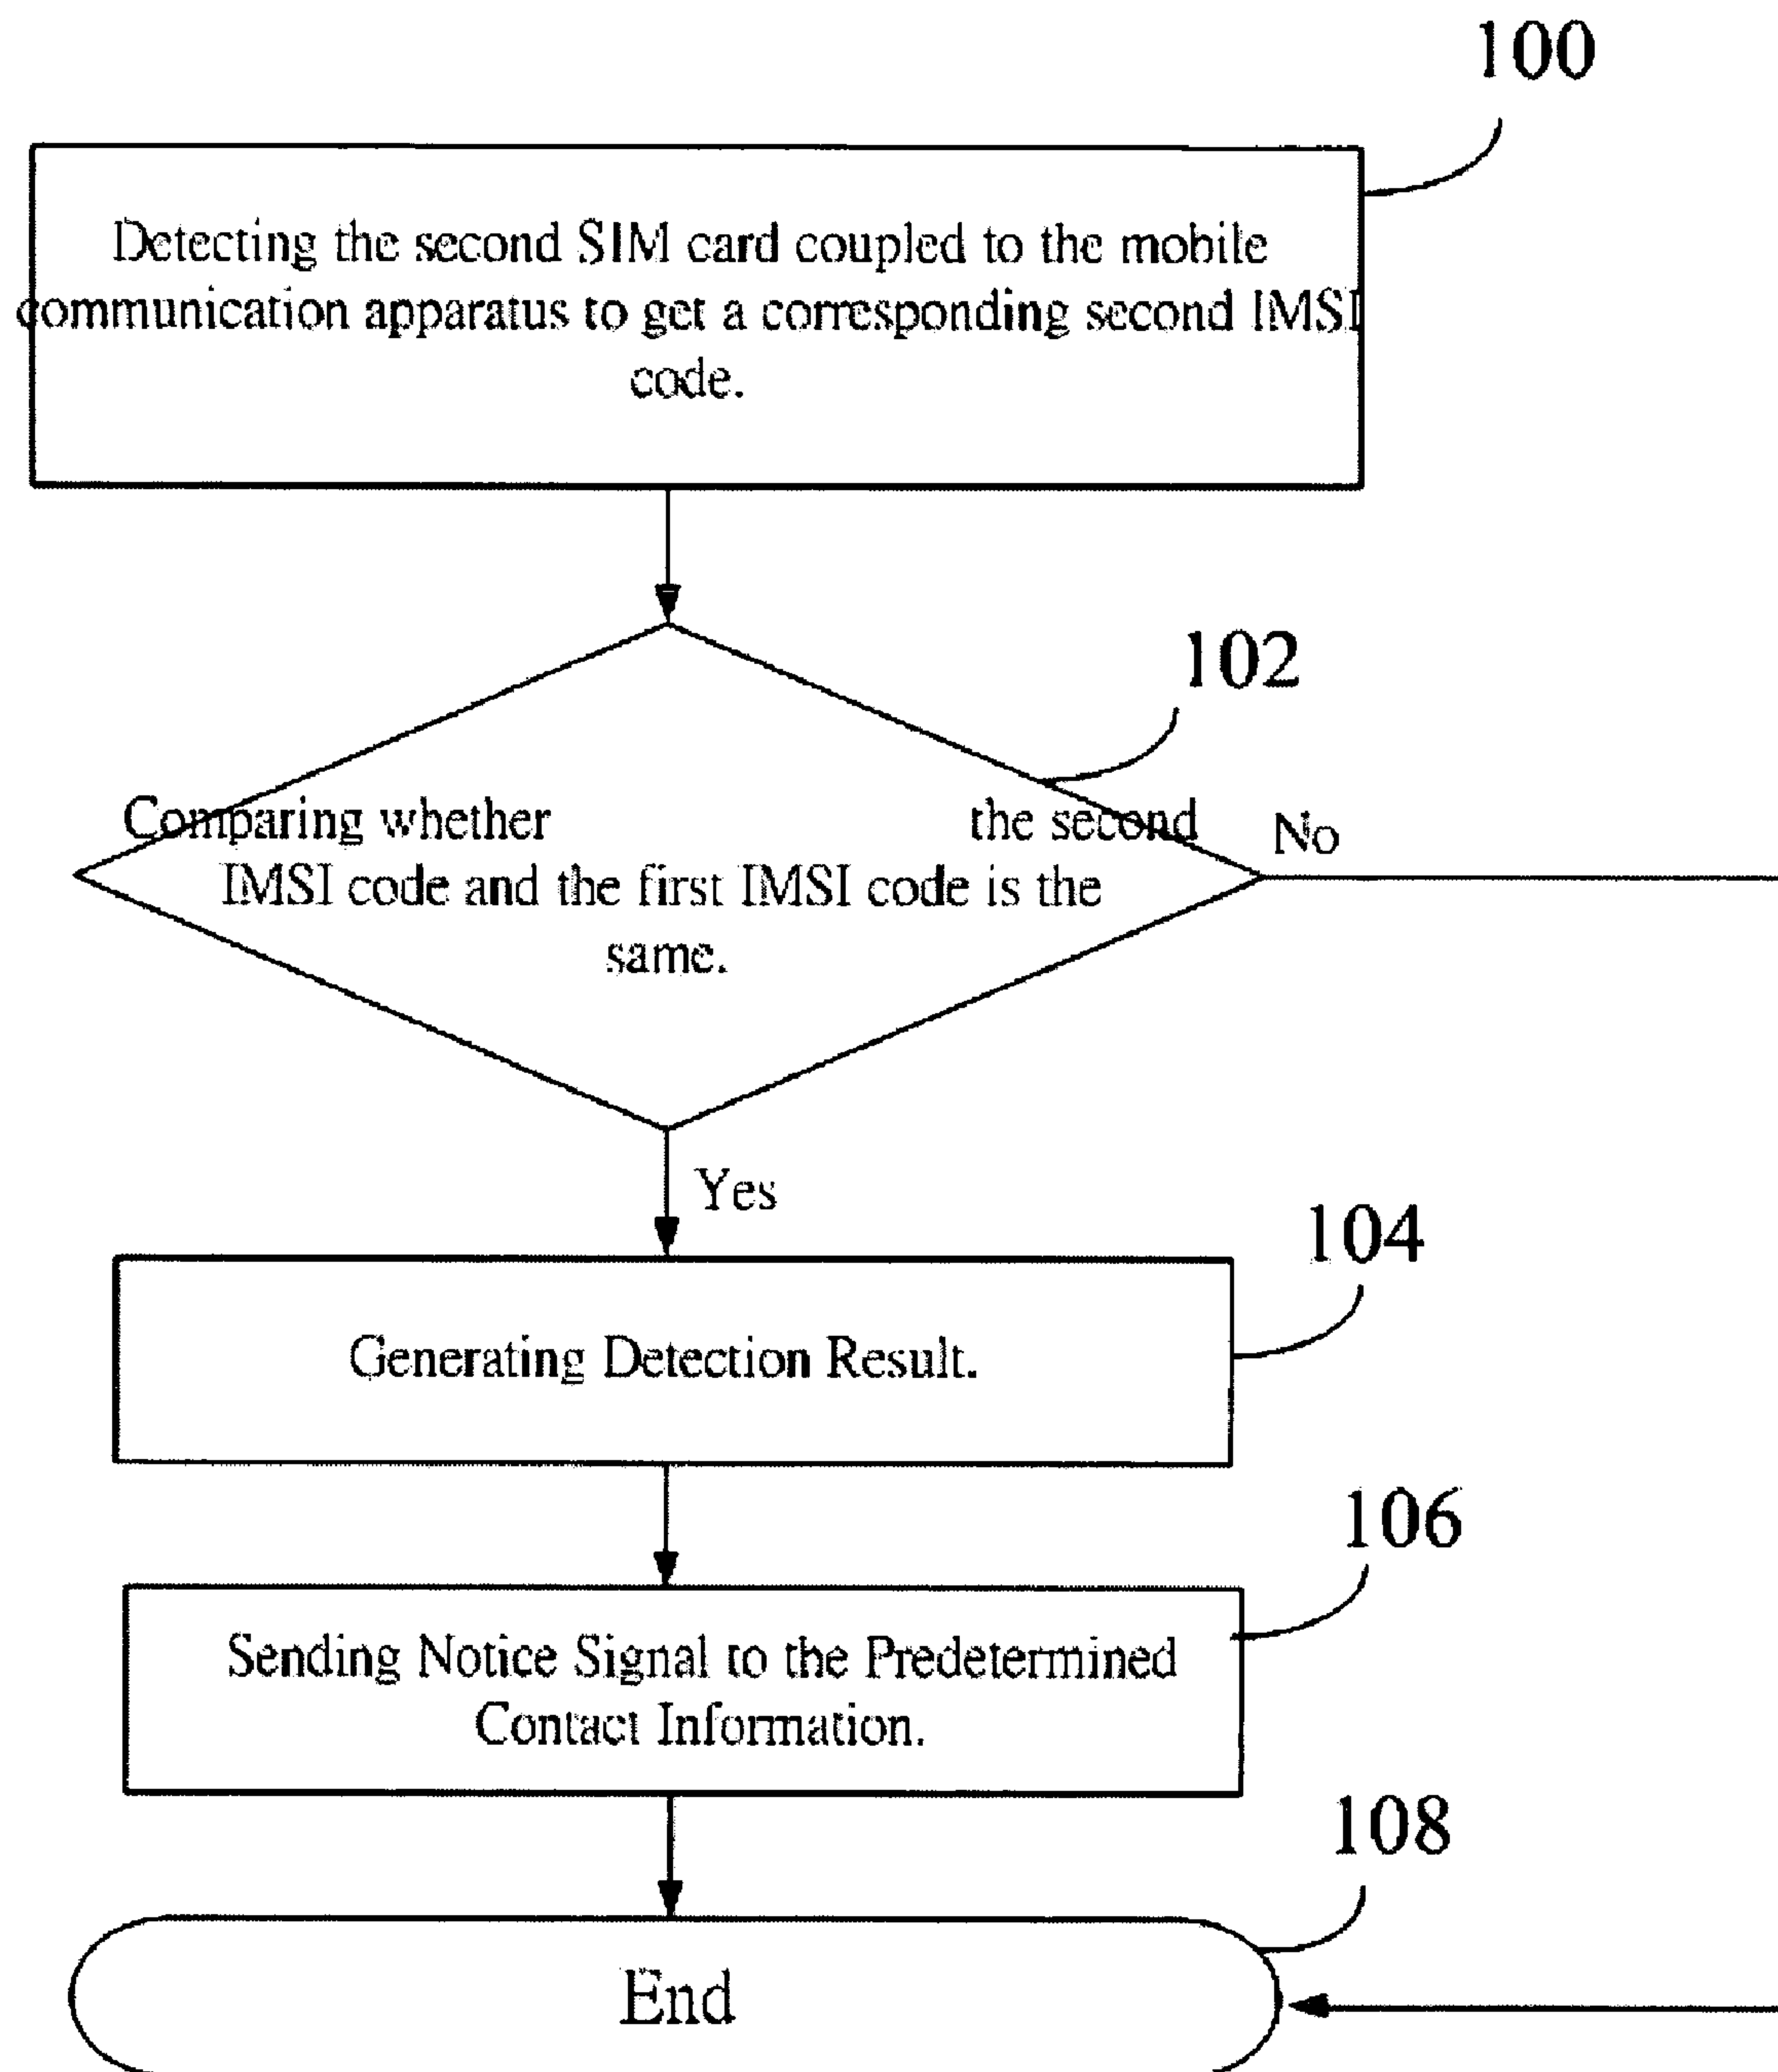 100
Detecting the second SIM card coupled to the mobile
communication apparatus to get a corresponding second IMSI
code.
102
Comparing whether the second
IMSI code and the first IMSI code is the
same.
No
Yes
104
Generating Detection Result.
106
Sending Notice Signal to the Predetermined
Contact Information.
108
End